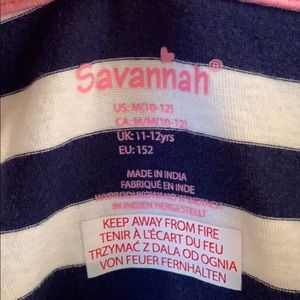 Savannah®
US: M(10-12)
CA: M/M(10-12)
UK: 11-12yrs
EU: 152
MADE IN INDIA
FABRIQUÉ EN INDE
IN INDIEN HERGESTELLT
KEEP AWAY FROM FIRE
TENIR À L'ÉCART DU FEU
TRZYMAĆ Z DALA OD OGNIA
VON FEUER FERNHALTEN